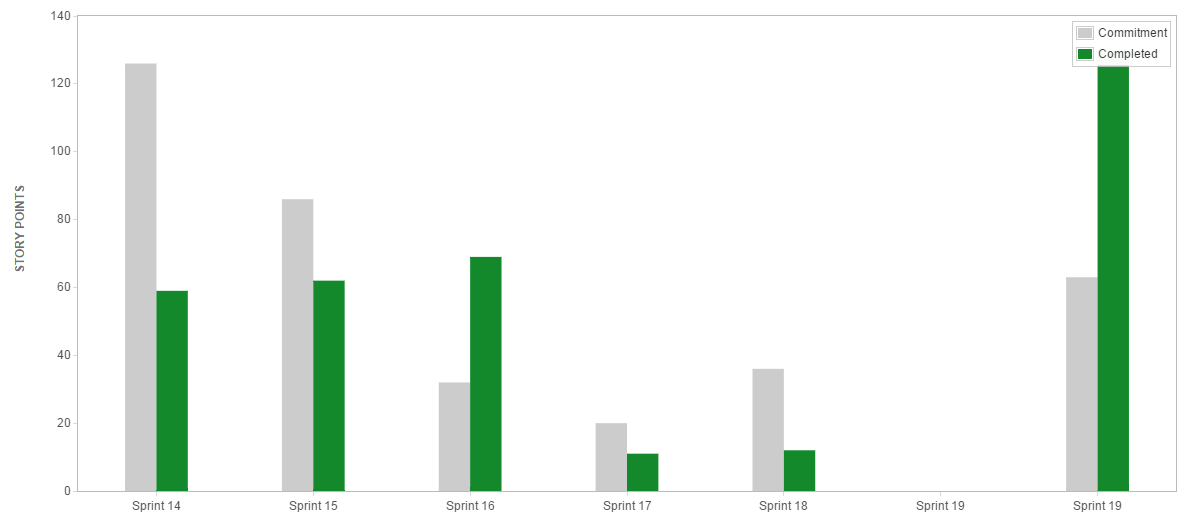 140
120
100
80
60
40
20
0
STORY POINTS
Commitment
Completed
Sprint 14
Sprint 15
Sprint 16
Sprint 17
Sprint 18
Sprint 19
Sprint 19